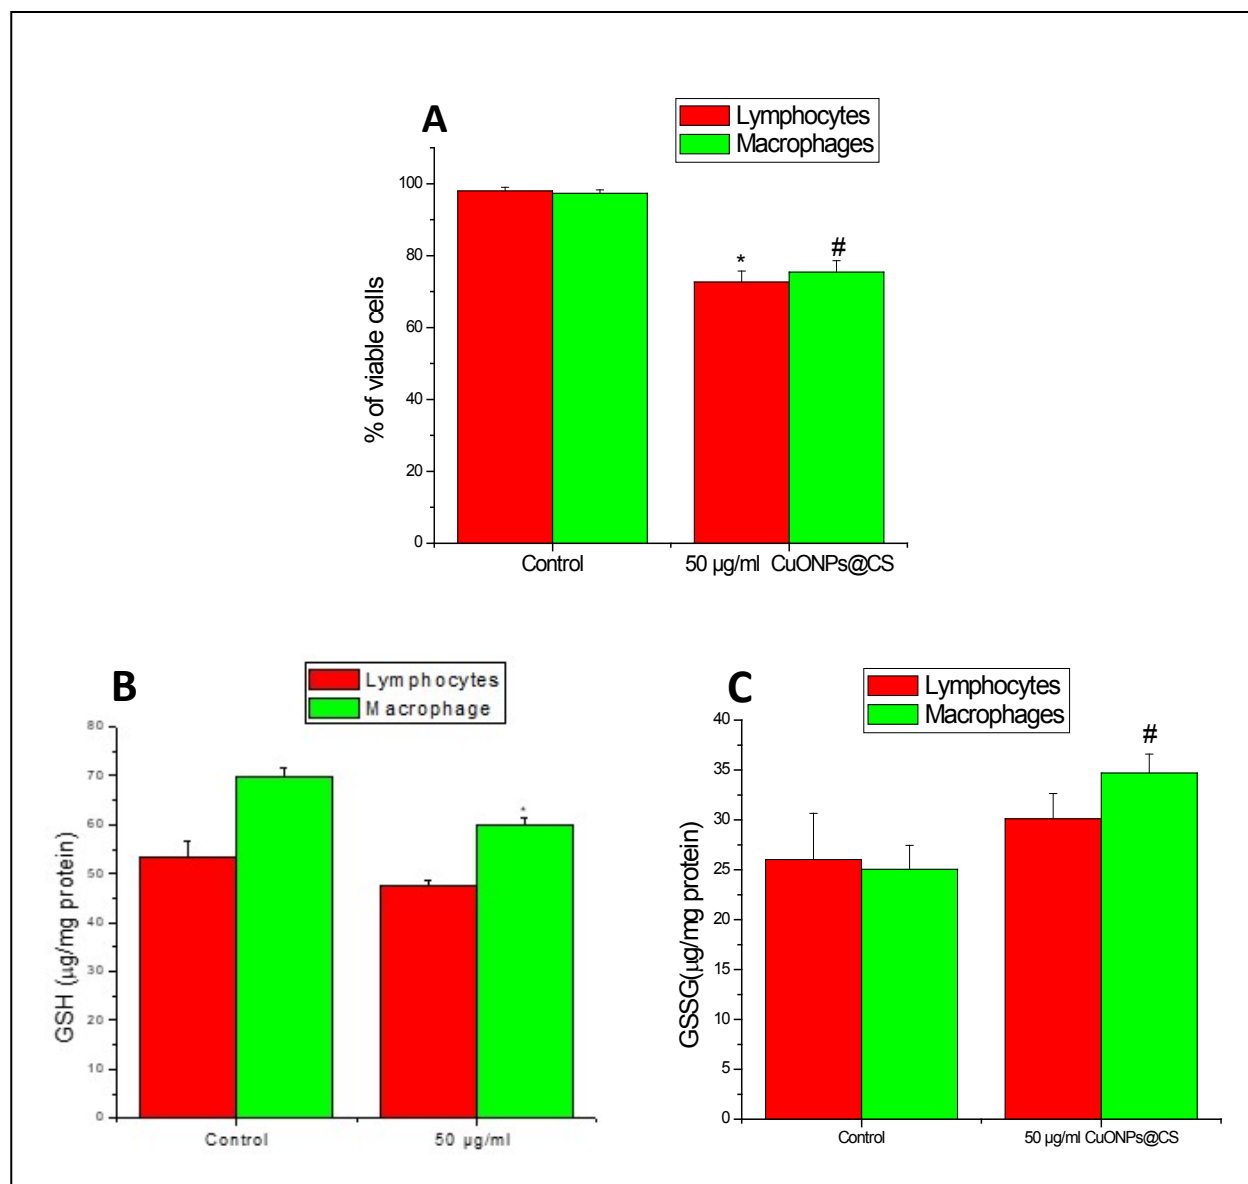 A
Lymphocytes
Macrophages
100
80
60
40
20
0
% of viable cells
*
#
Control
50 µg/ml CuONPs@CS
B
Lymphocytes
Macrophage
80
70
60
50
40
30
20
10
0
GSH (µg/mg protein)
*
Control
50 µg/ml
C
Lymphocytes
Macrophages
40
35
30
25
20
15
10
5
0
GSSG(µg/mg protein)
#
Control
50 µg/ml CuONPs@CS